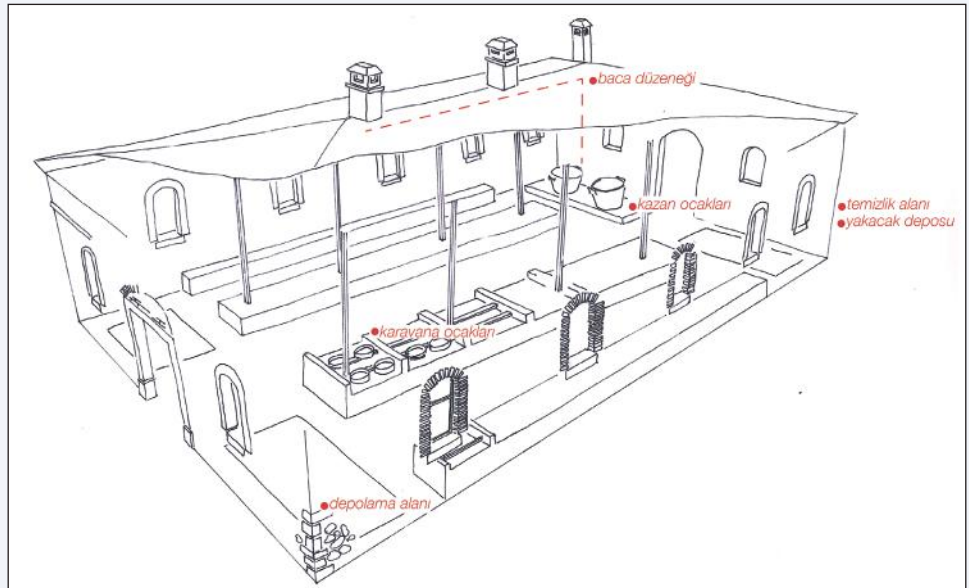 baca düzeneği
kazan ocakları
temizlik alanı
yakacak deposu
karavana ocakları
depolama alanı